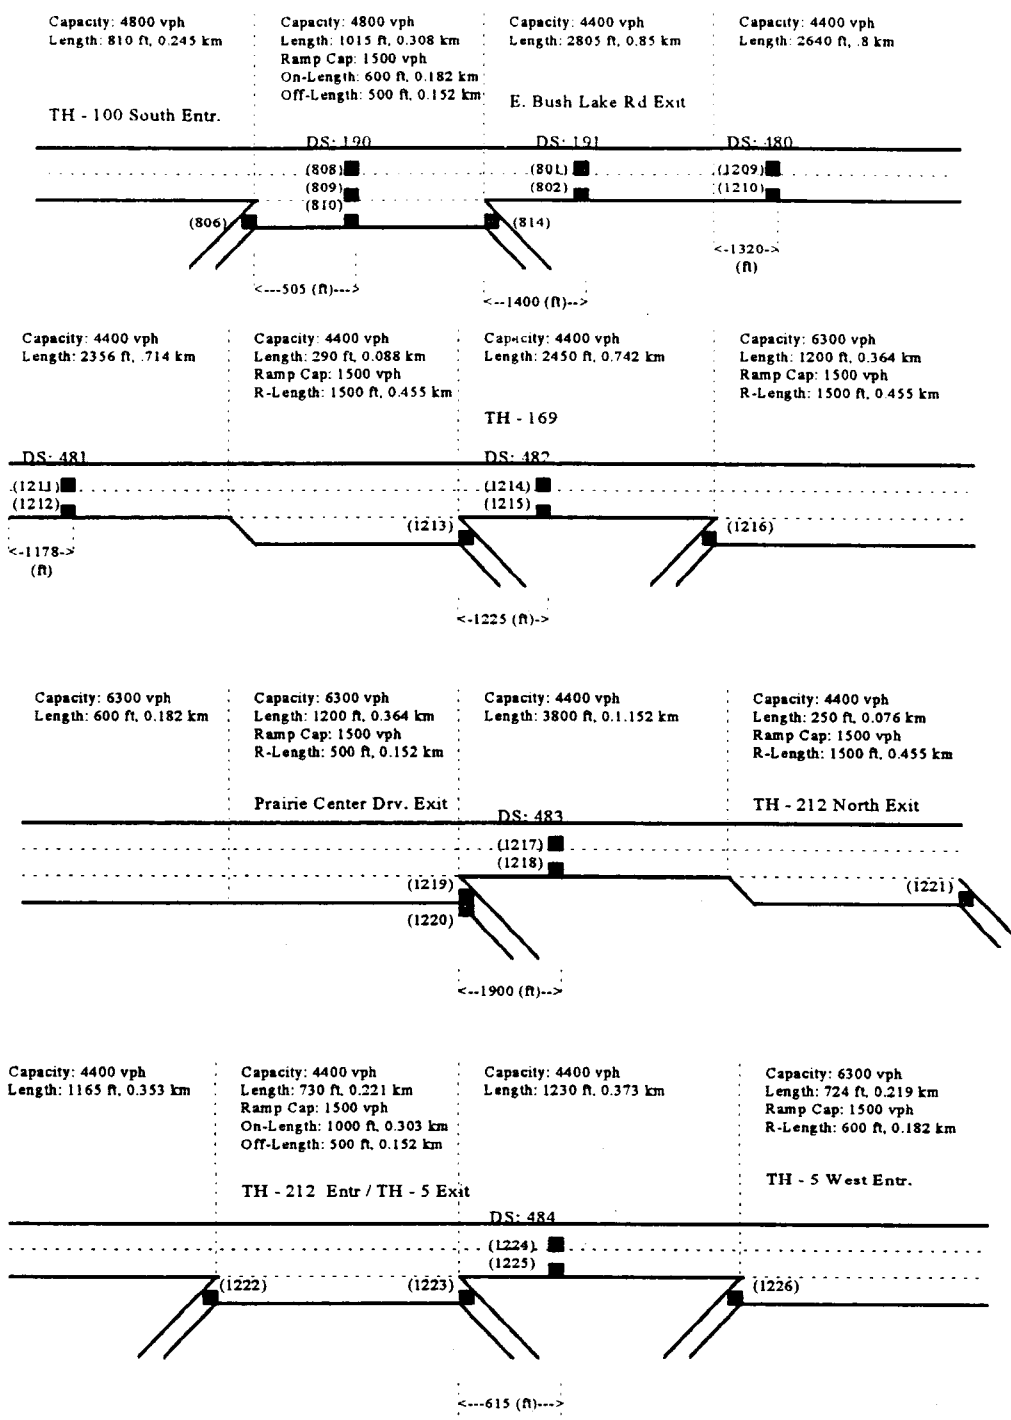 Capacity: 4800 vph
Length: 810 ft, 0.245 km
Capacity: 4800 vph
Length: 1015 ft, 0.308 km
Ramp Cap: 1500 vph
On-Length: 600 ft, 0.182 km
Off-Length: 500 ft, 0.152 km
Capacity: 4400 vph
Length: 2805 ft, 0.85 km
Capacity: 4400 vph
Length: 2640 ft, .8 km
TH - 100 South Entr.
E. Bush Lake Rd Exit
DS: 190
DS: 191
DS: 480
(808)
(801)
(1209)
(809)
(802)
(1210)
(810)
(806)
(814)
<---505 (ft)--->
<--1400 (ft)-->
<-1320->
(ft)
Capacity: 4400 vph
Length: 2356 ft, .714 km
Capacity: 4400 vph
Length: 290 ft, 0.088 km
Ramp Cap: 1500 vph
R-Length: 1500 ft, 0.455 km
Capacity: 4400 vph
Length: 2450 ft, 0.742 km
Capacity: 6300 vph
Length: 1200 ft, 0.364 km
Ramp Cap: 1500 vph
R-Length: 1500 ft, 0.455 km
TH - 169
DS: 481
DS: 482
(1211)
(1214)
(1212)
(1215)
(1213)
(1216)
<-1178->
(ft)
<-1225 (ft)->
Capacity: 6300 vph
Length: 600 ft, 0.182 km
Capacity: 6300 vph
Length: 1200 ft, 0.364 km
Ramp Cap: 1500 vph
R-Length: 500 ft, 0.152 km
Capacity: 4400 vph
Length: 3800 ft, 0.1.152 km
Capacity: 4400 vph
Length: 250 ft, 0.076 km
Ramp Cap: 1500 vph
R-Length: 1500 ft, 0.455 km
Prairie Center Drv. Exit
TH - 212 North Exit
DS: 483
(1217)
(1218)
(1219)
(1221)
(1220)
<--1900 (ft)-->
Capacity: 4400 vph
Length: 1165 ft, 0.353 km
Capacity: 4400 vph
Length: 730 ft, 0.221 km
Ramp Cap: 1500 vph
On-Length: 1000 ft, 0.303 km
Off-Length: 500 ft, 0.152 km
Capacity: 4400 vph
Length: 1230 ft, 0.373 km
Capacity: 6300 vph
Length: 724 ft, 0.219 km
Ramp Cap: 1500 vph
R-Length: 600 ft, 0.182 km
TH - 212 Entr / TH - 5 Exit
TH - 5 West Entr.
DS: 484
(1224)
(1225)
(1222)
(1223)
(1226)
<---615 (ft)--->